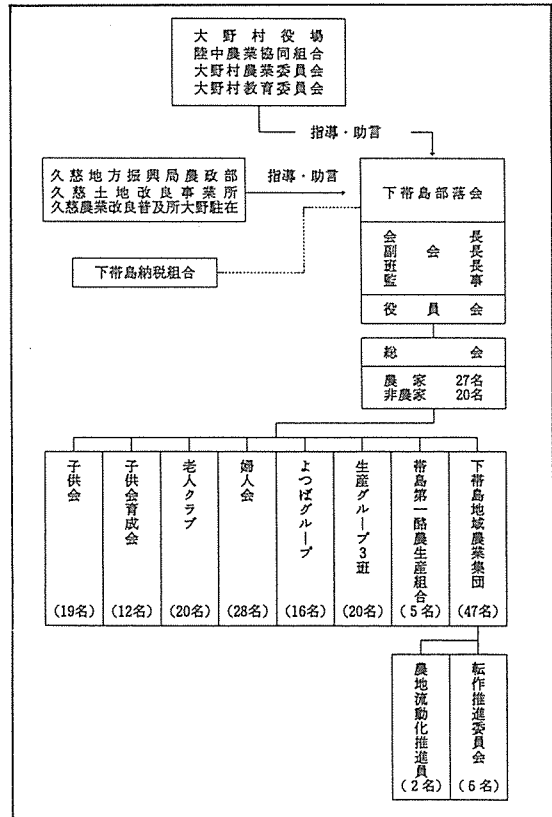 大野村役場
陸中農業協同組合
大野村農業委員会
大野村教育委員会
指導・助言
久慈地方振興局農政部
久慈土地改良事業所
久慈農業改良普及所大野駐在
指導・助言
下帯島部落会
会長
副会長
班長
監事
役員会
下帯島納税組合
総会
農家 27名
非農家 20名
子供会
(19名)
子供会育成会
(12名)
老人クラブ
(20名)
婦人会
(28名)
よつばグループ
(16名)
生産グループ3班
(20名)
帯島第一酪農生産組合
(5名)
下帯島地域農業集団
(47名)
農地流動化推進員
(2名)
転作推進委員会
(6名)